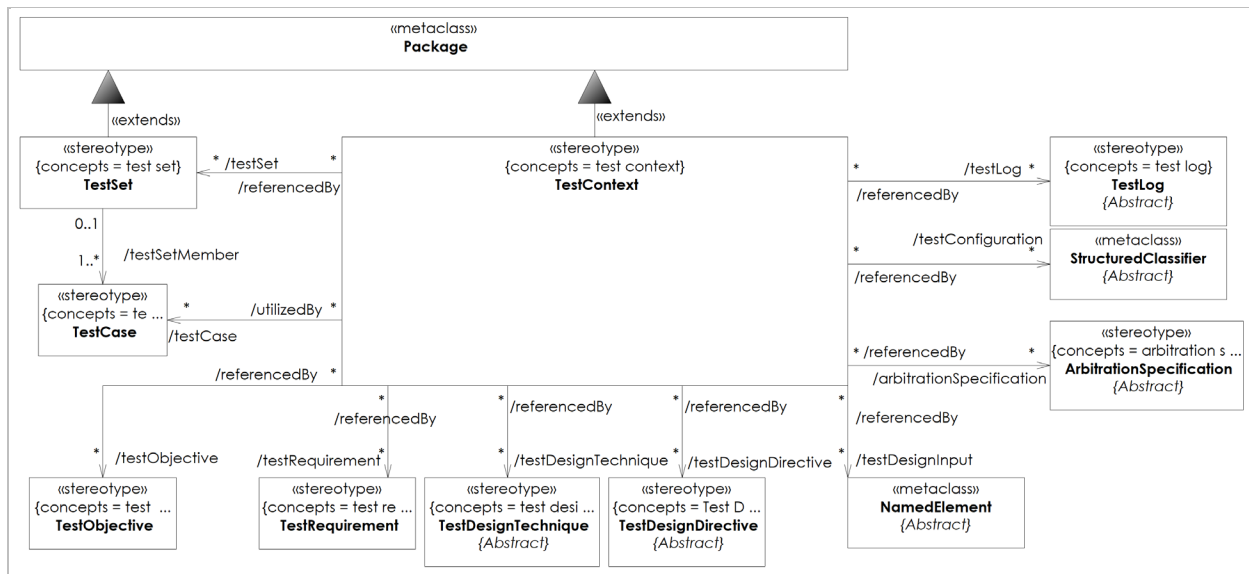 «metaclass»
Package
«extends»
«extends»
«stereotype»
{concepts = test set}
TestSet
* /testSet *
/referencedBy
«stereotype»
{concepts = test context}
TestContext
* /testLog *
/referencedBy
«stereotype»
{concepts = test log}
TestLog
{Abstract}
0..1
/testSetMember
1..*
/testConfiguration
* *
/referencedBy
«metaclass»
StructuredClassifier
{Abstract}
«stereotype»
{concepts = te ...
TestCase
* /utilizedBy *
/testCase
* /referencedBy *
/arbitrationSpecification
«stereotype»
{concepts = arbitration s ...
ArbitrationSpecification
{Abstract}
/referencedBy *
*
/referencedBy
*
/referencedBy
*
/referencedBy
*
/referencedBy
* /testObjective
/testRequirement *
* /testDesignTechnique
* /testDesignDirective
* /testDesignInput
«stereotype»
{concepts = test ...
TestObjective
«stereotype»
{concepts = test re ...
TestRequirement
«stereotype»
{concepts = test desi ...
TestDesignTechnique
{Abstract}
«stereotype»
{concepts = Test D ...
TestDesignDirective
{Abstract}
«metaclass»
NamedElement
{Abstract}